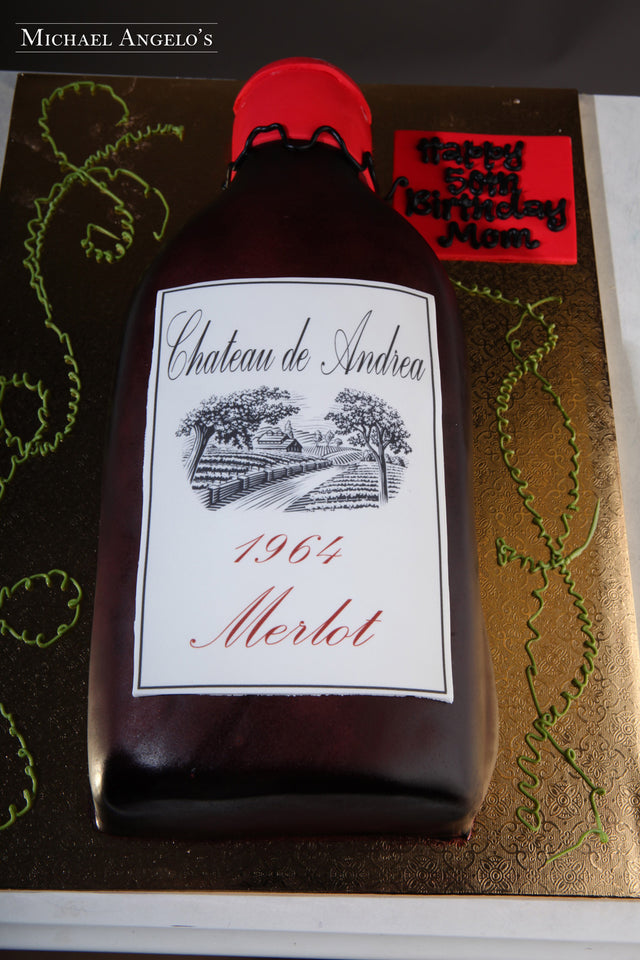 Michael Angelo's
Happy
50th
Birthday
Mom
Chateau de Andrea
1964
Merlot